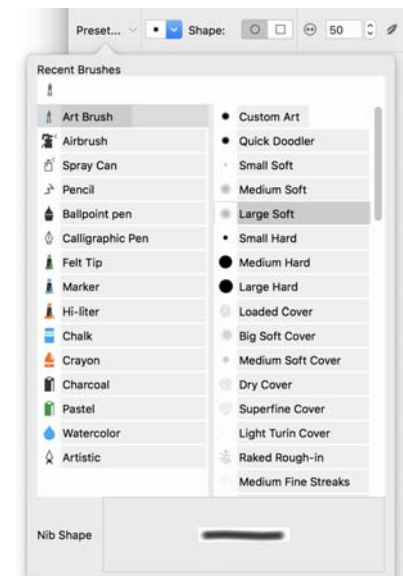 Preset... Shape: 50
Recent Brushes
Art Brush
Airbrush
Spray Can
Pencil
Ballpoint pen
Calligraphic Pen
Felt Tip
Marker
Hi-liter
Chalk
Crayon
Charcoal
Pastel
Watercolor
Artistic
Custom Art
Quick Doodler
Small Soft
Medium Soft
Large Soft
Small Hard
Medium Hard
Large Hard
Loaded Cover
Big Soft Cover
Medium Soft Cover
Dry Cover
Superfine Cover
Light Turin Cover
Raked Rough-in
Medium Fine Streaks
Nib Shape